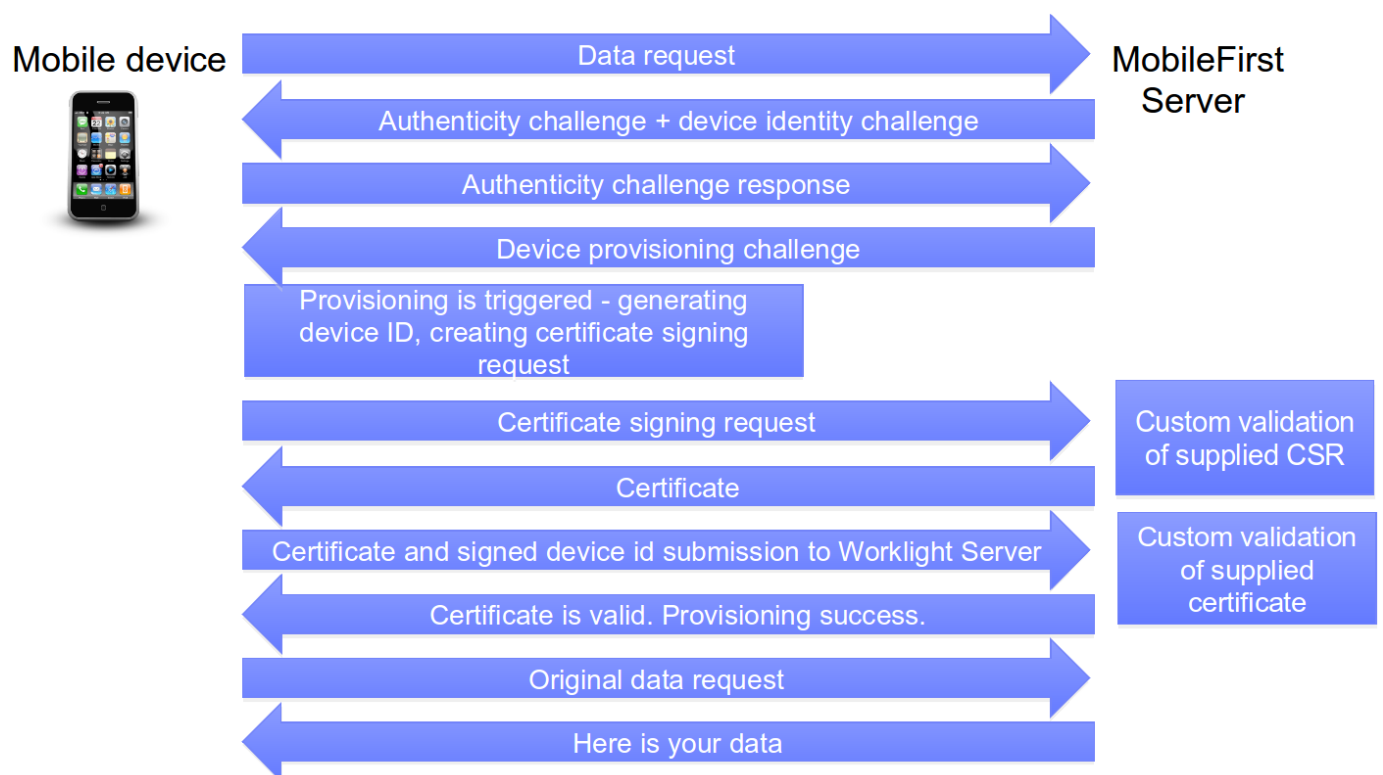 Mobile device
Data request
MobileFirst
Server
Authenticity challenge + device identity challenge
Authenticity challenge response
Device provisioning challenge
Provisioning is triggered - generating
device ID, creating certificate signing
request
Certificate signing request
Custom validation
of supplied CSR
Certificate
Certificate and signed device id submission to Worklight Server
Custom validation
of supplied
certificate
Certificate is valid. Provisioning success.
Original data request
Here is your data